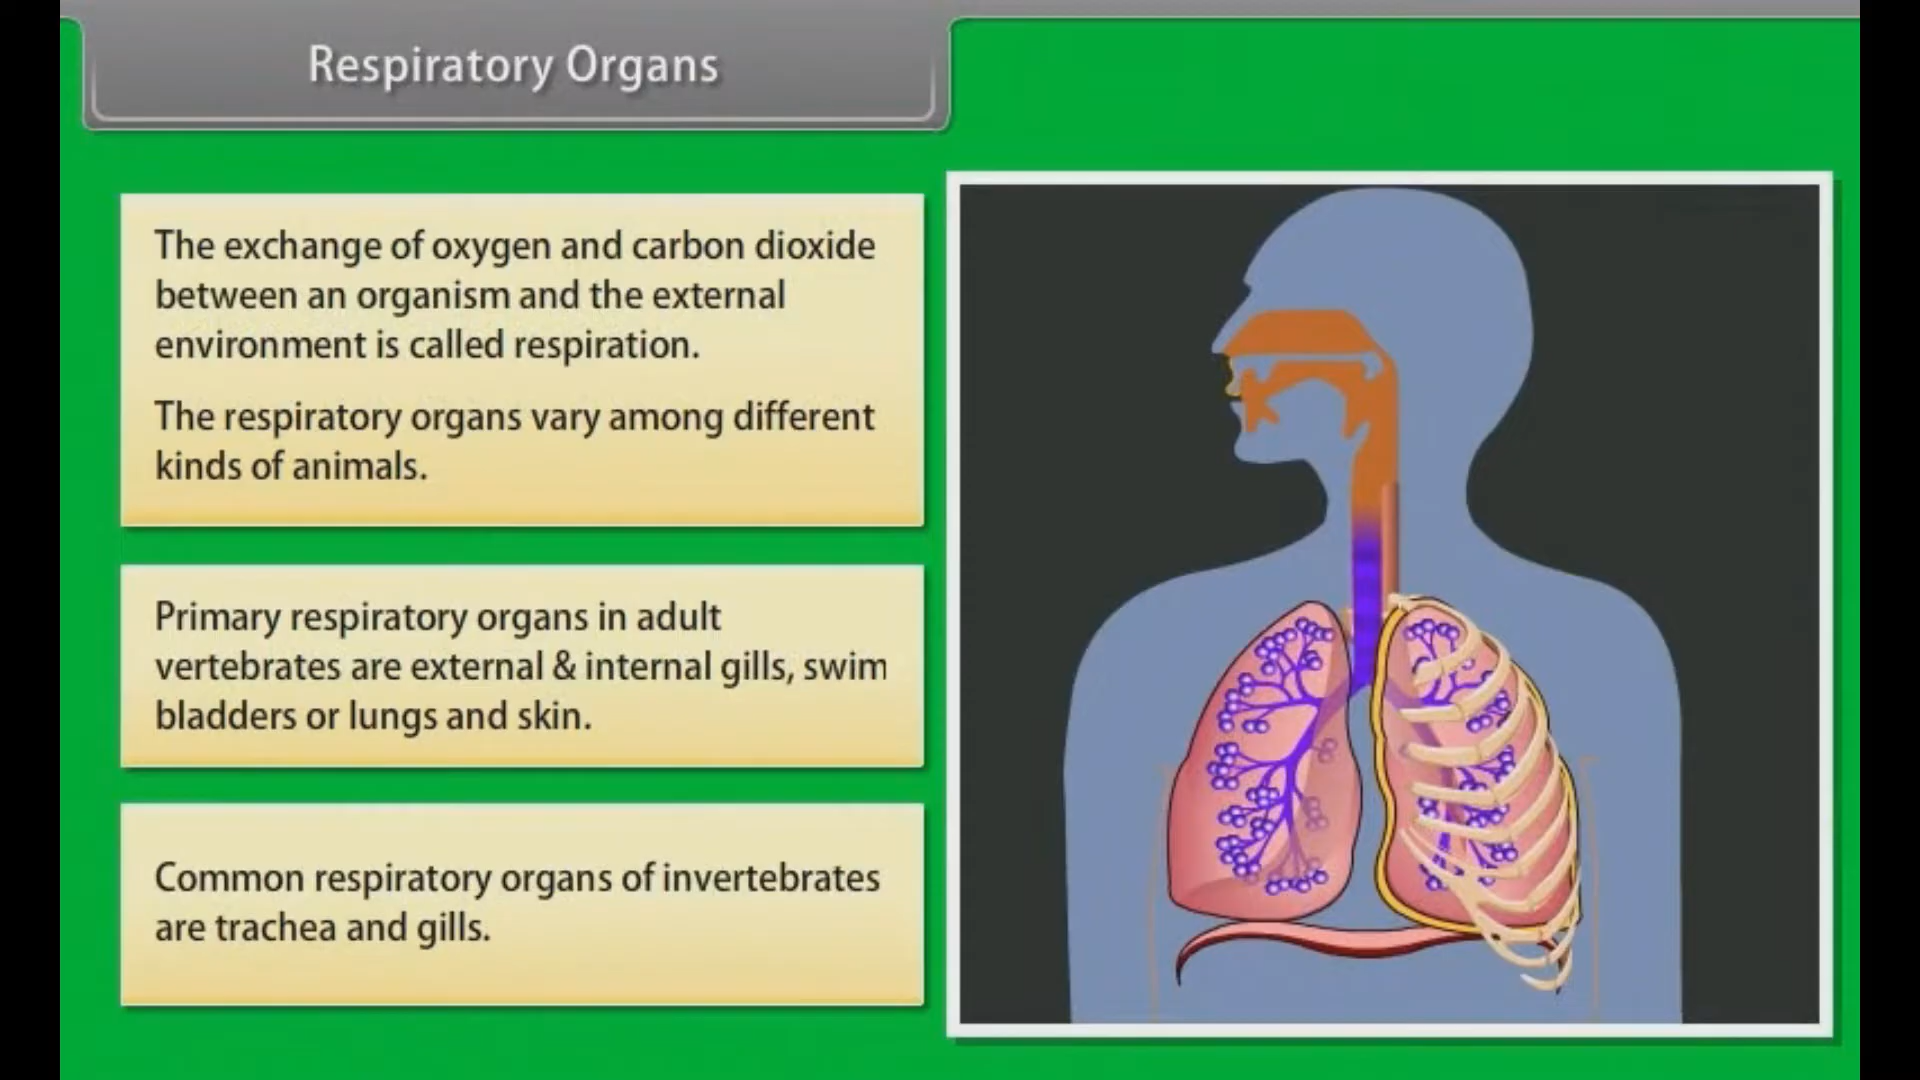 Respiratory Organs
The exchange of oxygen and carbon dioxide
between an organism and the external
environment is called respiration.
The respiratory organs vary among different
kinds of animals.
Primary respiratory organs in adult
vertebrates are external & internal gills, swim
bladders or lungs and skin.
Common respiratory organs of invertebrates
are trachea and gills.